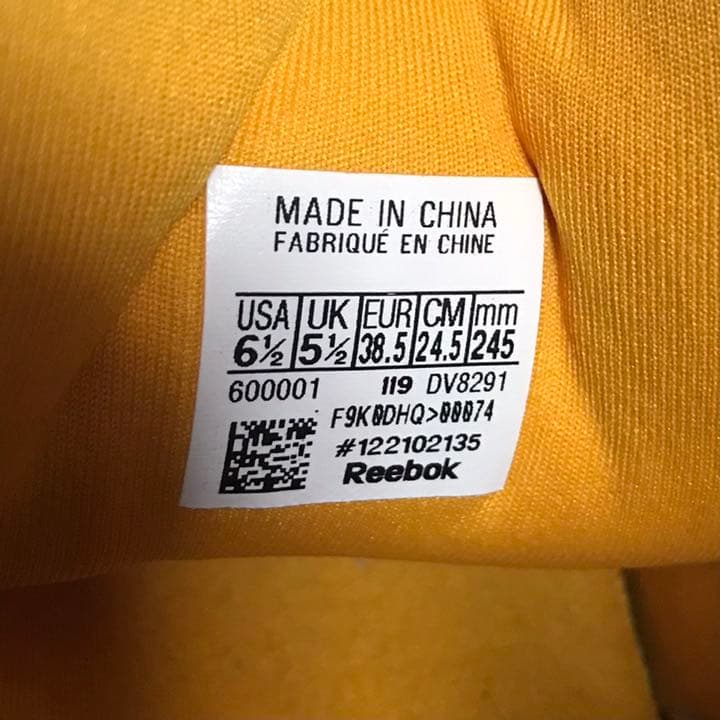 MADE IN CHINA
FABRIQUÉ EN CHINE
USA UK EUR CM mm
6½ 5½ 38.5 24.5 245
600001 119 DV8291
F9K0DHQ>00074
#122102135
Reebok